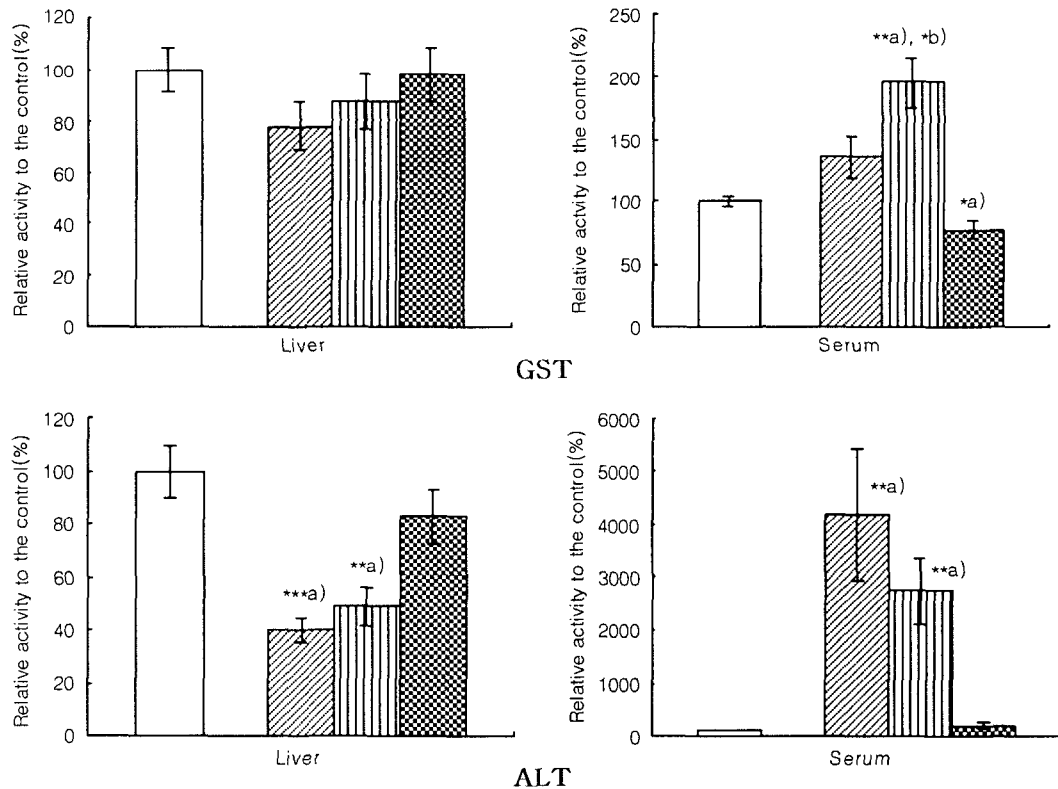 Relative activity to the control(%)
120
100
80
60
40
20
0
Liver
Relative activity to the control(%)
250
200
150
100
50
0
**a), *b)
*a)
Serum
GST
Relative activity to the control(%)
120
100
80
60
40
20
0
***a)
**a)
Liver
Relative activity to the control(%)
6000
5000
4000
3000
2000
1000
0
**a)
**a)
Serum
ALT